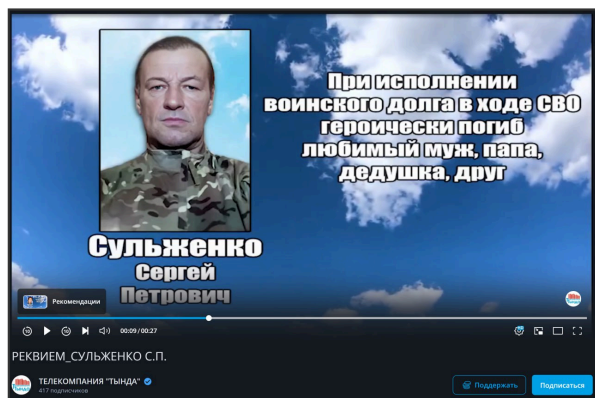 При исполнении
воинского долга в ходе СВО
героически погиб
любимый муж, папа,
дедушка, друг
Сульженко
Сергей
Петрович
Рекомендации
00:09 / 00:27
РЕКВИЕМ_СУЛЬЖЕНКО С.П.
ТЕЛЕКОМПАНИЯ "ТЫНДА"
417 подписчиков
Поддержать
Подписаться